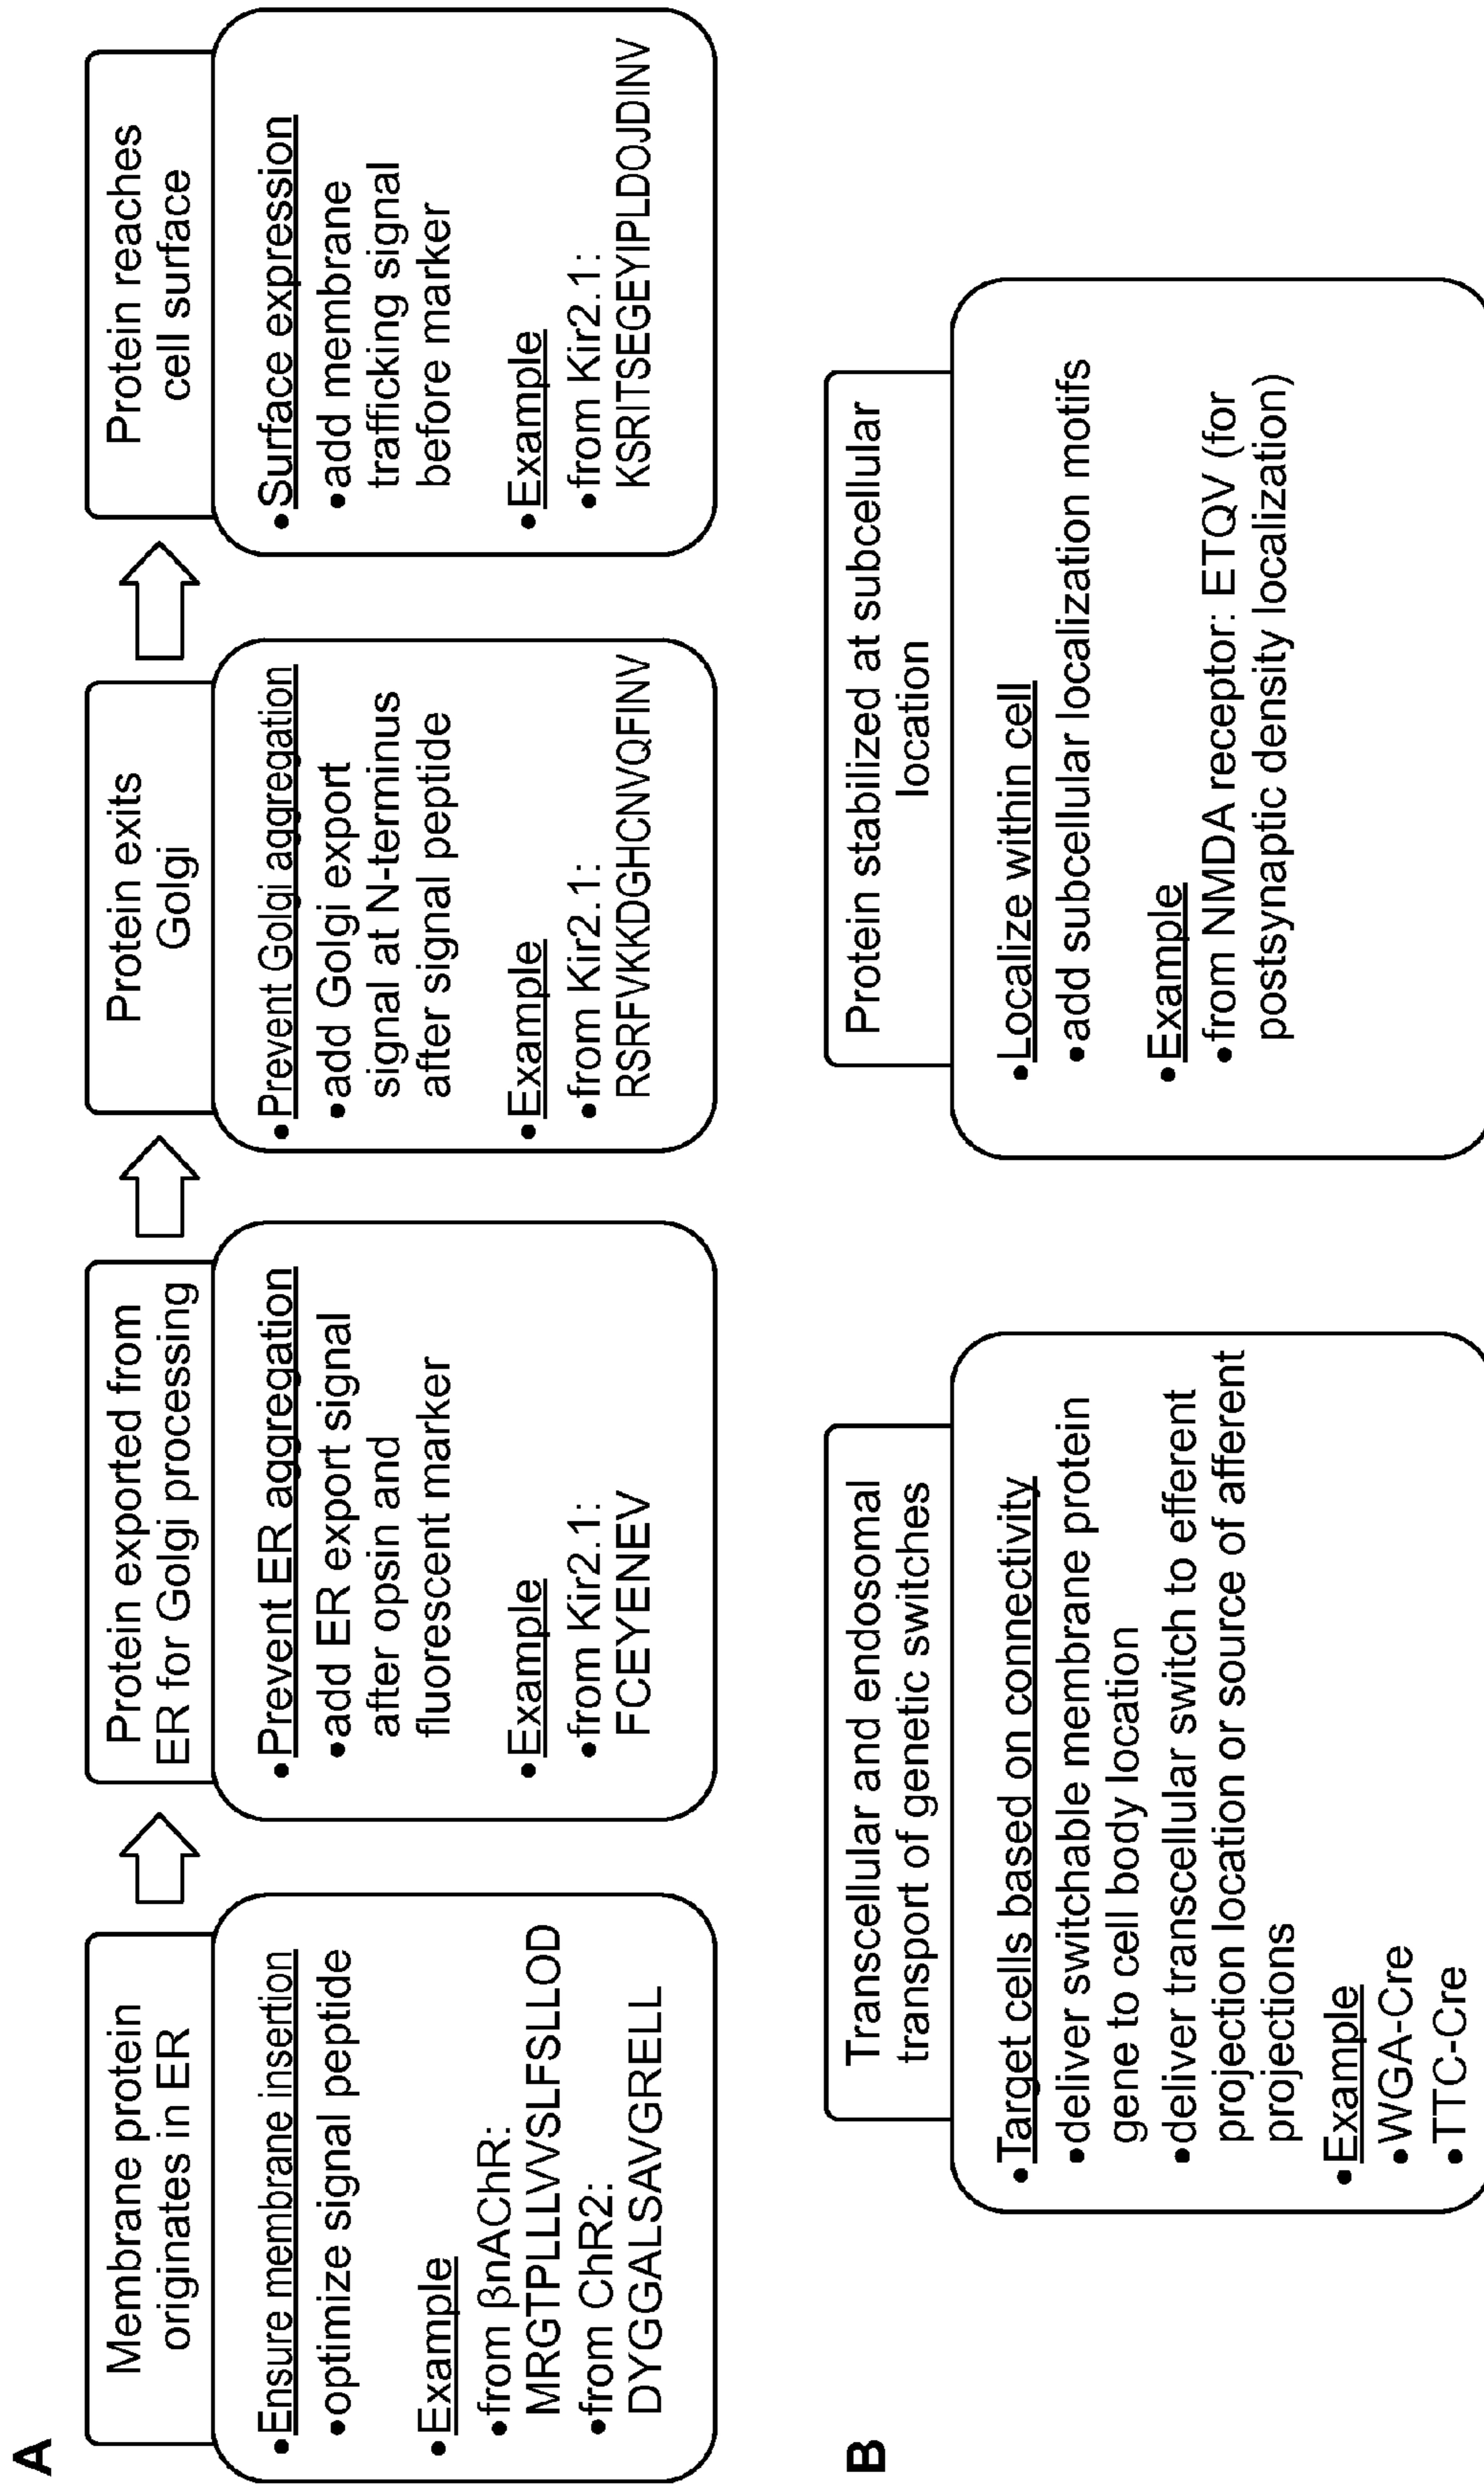 A
Membrane protein
originates in ER
•Ensure membrane insertion
•optimize signal peptide
•Example
•from βnAChR:
MRGTPLLLVVSLFSLLOD
•from ChR2:
DYGGALSAVGRELL
Protein exported from
ER for Golgi processing
•Prevent ER aggregation
•add ER export signal
after opsin and
fluorescent marker
•Example
•from Kir2.1:
FCEYENEV
Protein exits
Golgi
•Prevent Golgi aggregation
•add Golgi export
signal at N-terminus
after signal peptide
•Example
•from Kir2.1:
RSRFVKKDGHCNVQFINV
Protein reaches
cell surface
•Surface expression
•add membrane
trafficking signal
before marker
•Example
•from Kir2.1:
KSRITSEGEYIPLDOJDINV
B
Transcellular and endosomal
transport of genetic switches
•Target cells based on connectivity
•deliver switchable membrane protein
gene to cell body location
•deliver transcellular switch to efferent
projection location or source of afferent
projections
•Example
•WGA-Cre
•TTC-Cre
Protein stabilized at subcellular
location
•Localize within cell
•add subcellular localization motifs
•Example
•from NMDA receptor: ETQV (for
postsynaptic density localization)